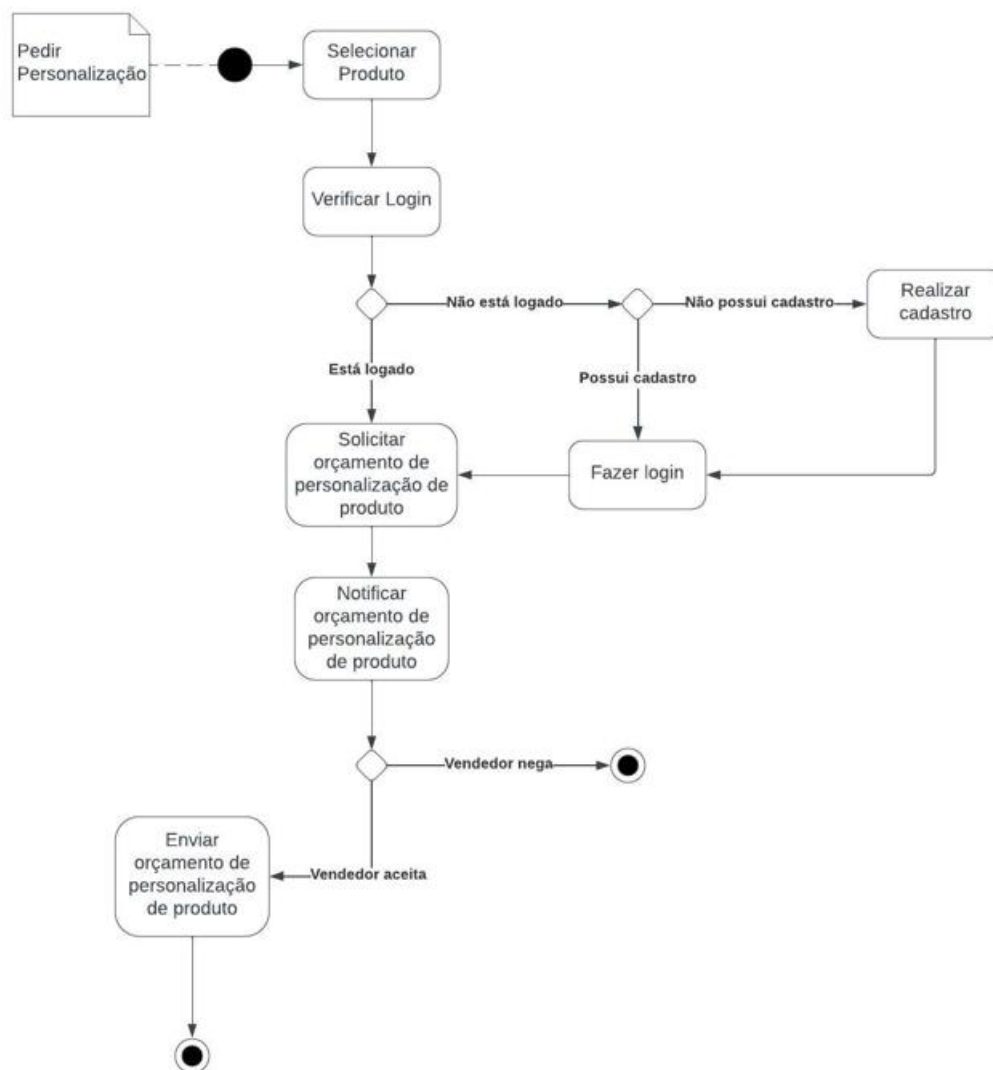 Pedir
Personalização
Selecionar
Produto
Verificar Login
Não está logado
Não possui cadastro
Realizar
cadastro
Está logado
Possui cadastro
Solicitar
orçamento de
personalização de
produto
Fazer login
Notificar
orçamento de
personalização
de produto
Vendedor nega
Enviar
orçamento de
personalização
de produto
Vendedor aceita